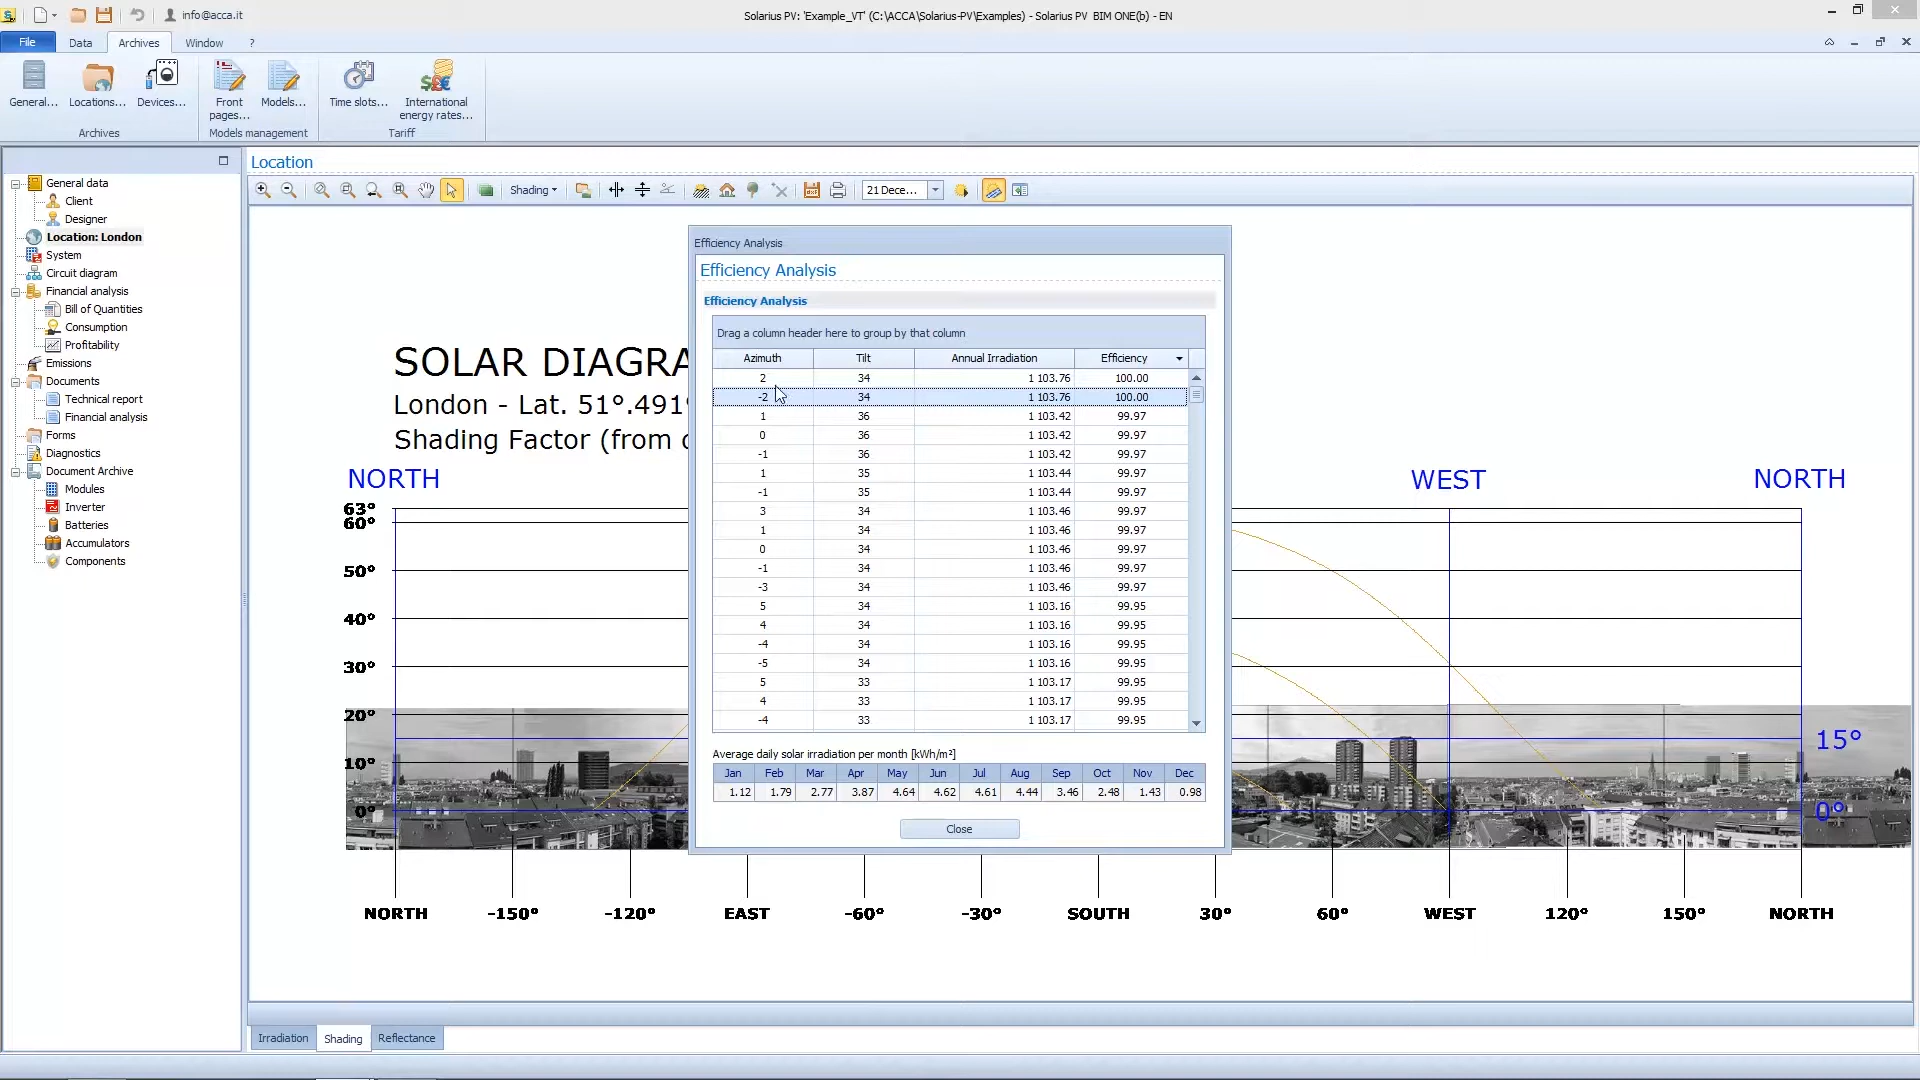 info@acca.it
Solarius PV: 'Example_VT' (C:\ACCA\Solarius-PV\Examples) - Solarius PV BIM ONE(b) - EN
File Data Archives Window ?
General... Locations... Devices... Front pages... Models... Time slots... International energy rates...
Archives Models management Tariff
General data
Client
Designer
Location: London
System
Circuit diagram
Financial analysis
Bill of Quantities
Consumption
Profitability
Emissions
Documents
Technical report
Financial analysis
Forms
Diagnostics
Document Archive
Modules
Inverter
Batteries
Accumulators
Components
Location
Shading 21 Dece...
SOLAR DIAGRA
London - Lat. 51°.491
Shading Factor (from
NORTH
WEST
NORTH
63°
60°
50°
40°
30°
20°
10°
0°
15°
0°
NORTH -150° -120° EAST -60° -30° SOUTH 30° 60° WEST 120° 150° NORTH
Efficiency Analysis
Efficiency Analysis
Efficiency Analysis
Drag a column header here to group by that column
Azimuth Tilt Annual Irradiation Efficiency
2 34 1 103.76 100.00
-2 34 1 103.76 100.00
1 36 1 103.42 99.97
0 36 1 103.42 99.97
-1 36 1 103.42 99.97
1 35 1 103.44 99.97
-1 35 1 103.44 99.97
3 34 1 103.46 99.97
1 34 1 103.46 99.97
0 34 1 103.46 99.97
-1 34 1 103.46 99.97
-3 34 1 103.46 99.97
5 34 1 103.16 99.95
4 34 1 103.16 99.95
-4 34 1 103.16 99.95
-5 34 1 103.16 99.95
5 33 1 103.17 99.95
4 33 1 103.17 99.95
-4 33 1 103.17 99.95
Average daily solar irradiation per month [kWh/m²]
Jan Feb Mar Apr May Jun Jul Aug Sep Oct Nov Dec
1.12 1.79 2.77 3.87 4.64 4.62 4.61 4.44 3.46 2.48 1.43 0.98
Close
Irradiation Shading Reflectance